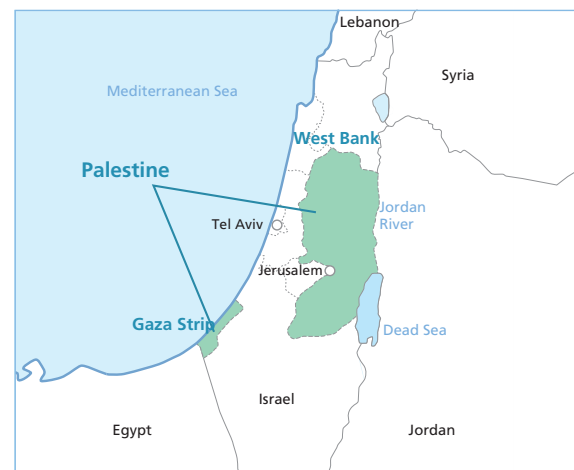 Lebanon
Syria
Mediterranean Sea
West Bank
Palestine
Jordan
River
Tel Aviv
Jerusalem
Gaza Strip
Dead Sea
Israel
Egypt
Jordan